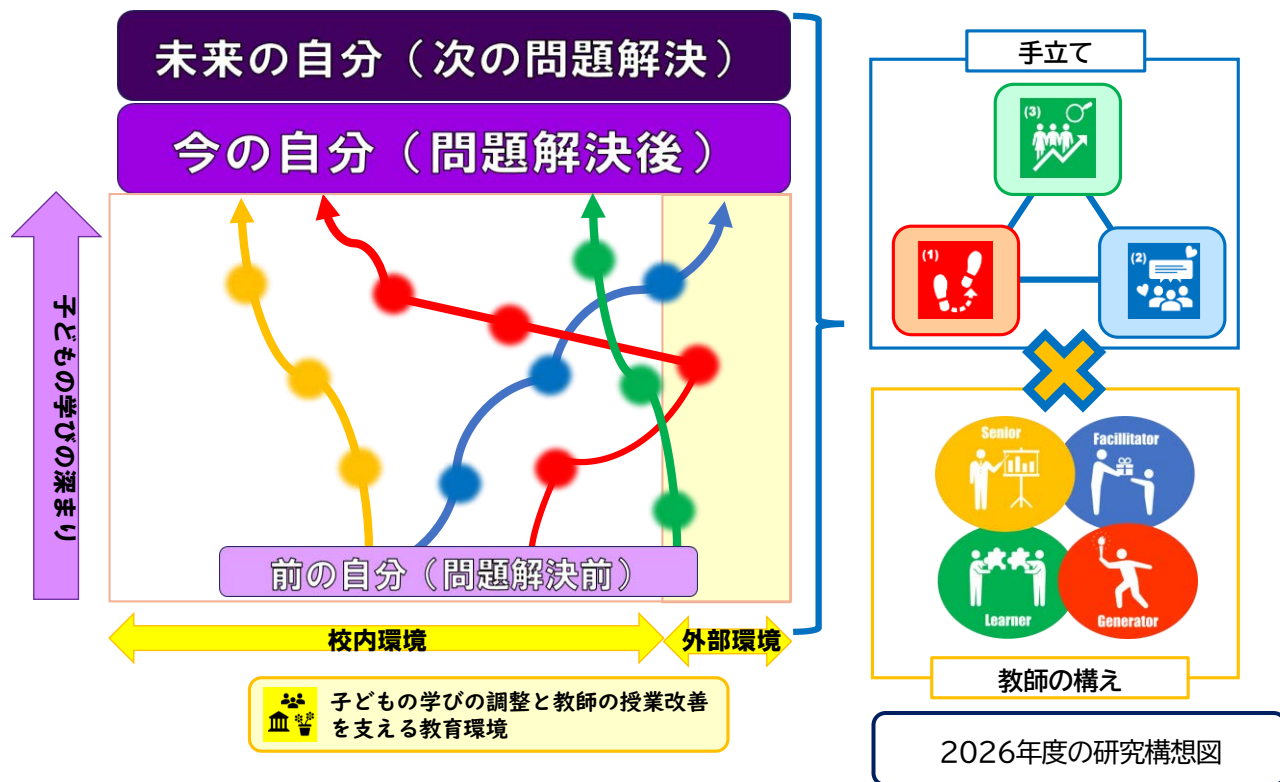 未来の自分（次の問題解決）
今の自分（問題解決後）
子どもの学びの深まり
前の自分（問題解決前）
校内環境
外部環境
子どもの学びの調整と教師の授業改善
を支える教育環境
手立て
(3)
(1)
(2)
Senior
Facillitator
Learner
Generator
教師の構え
2026年度の研究構想図